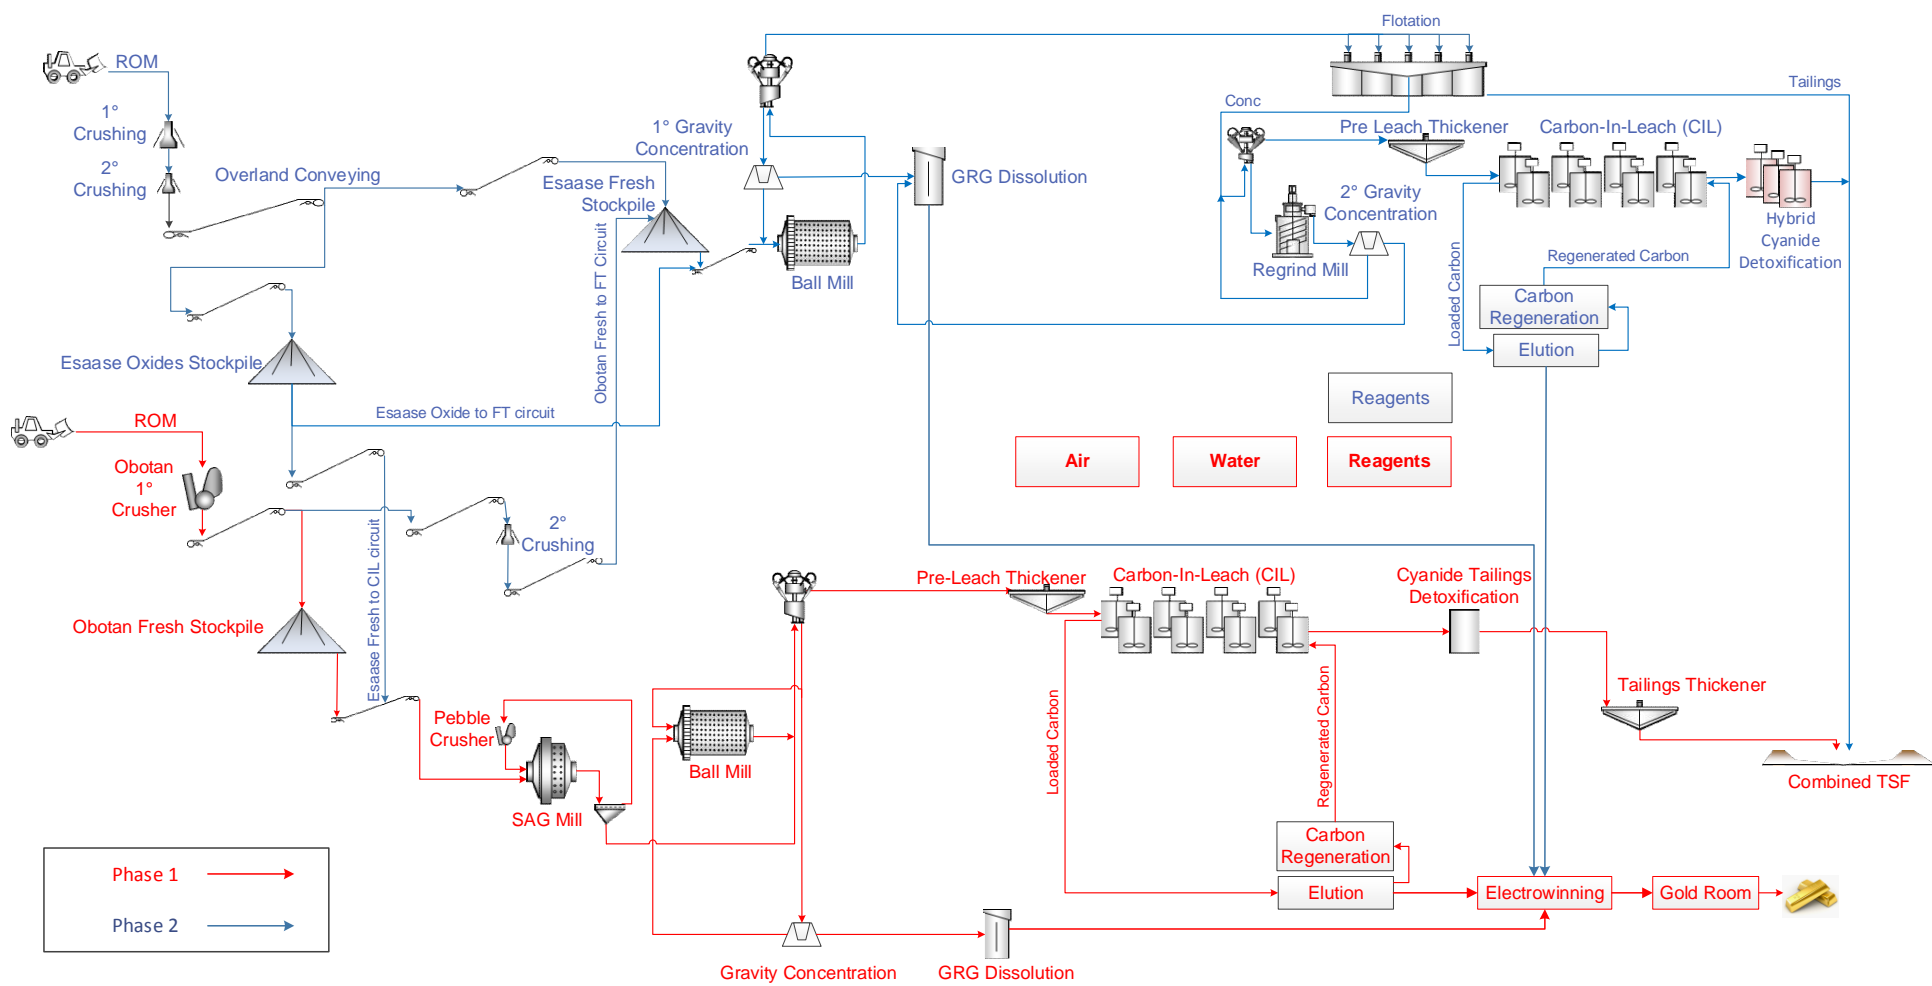 Flotation
ROM
Tailings
Conc
1°
Crushing
1° Gravity
Concentration
Pre Leach Thickener
Carbon-In-Leach (CIL)
2°
Crushing
Overland Conveying
Esaase Fresh
Stockpile
GRG Dissolution
2° Gravity
Concentration
Hybrid
Cyanide
Detoxification
Regrind Mill
Ball Mill
Regenerated Carbon
Loaded Carbon
Carbon
Regeneration
Elution
Obotan Fresh to FT Circuit
Esaase Oxides Stockpile
Esaase Oxide to FT circuit
Reagents
ROM
Air
Water
Reagents
Obotan
1°
Crusher
2°
Crushing
Esaase Fresh to CIL circuit
Pre-Leach Thickener
Carbon-In-Leach (CIL)
Cyanide Tailings
Detoxification
Obotan Fresh Stockpile
Tailings Thickener
Pebble
Crusher
Ball Mill
SAG Mill
Loaded Carbon
Regenerated Carbon
Combined TSF
Carbon
Regeneration
Elution
Electrowinning
Gold Room
Phase 1
Phase 2
Gravity Concentration
GRG Dissolution